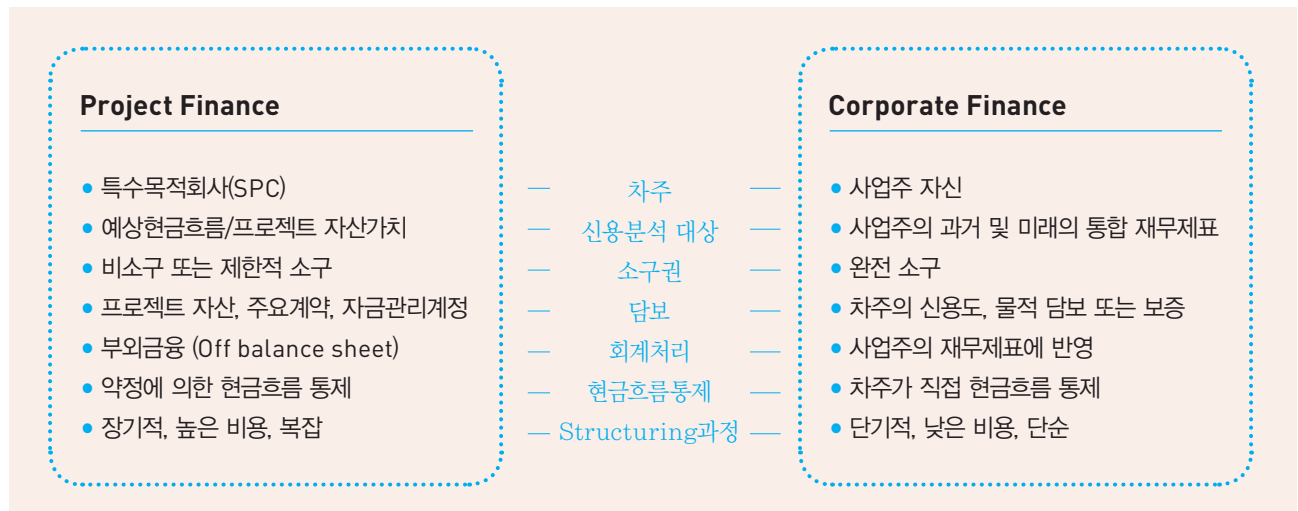 Project Finance
● 특수목적회사(SPC)
● 예상현금흐름/프로젝트 자산가치
● 비소구 또는 제한적 소구
● 프로젝트 자산, 주요계약, 자금관리계정
● 부외금융 (Off balance sheet)
● 약정에 의한 현금흐름 통제
● 장기적, 높은 비용, 복잡
— 차주 —
— 신용분석 대상 —
— 소구권 —
— 담보 —
— 회계처리 —
— 현금흐름통제 —
— Structuring과정 —
Corporate Finance
● 사업주 자신
● 사업주의 과거 및 미래의 통합 재무제표
● 완전 소구
● 차주의 신용도, 물적 담보 또는 보증
● 사업주의 재무제표에 반영
● 차주가 직접 현금흐름 통제
● 단기적, 낮은 비용, 단순